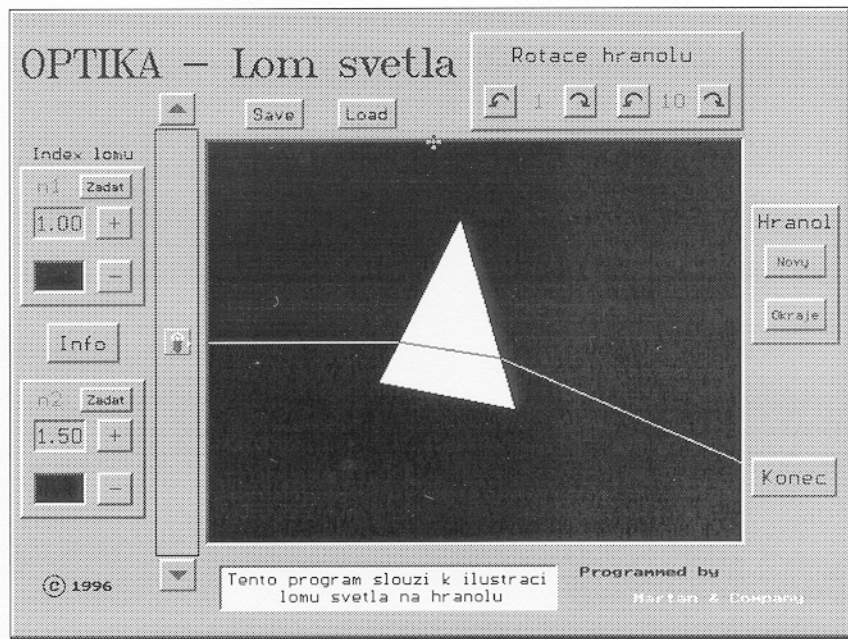 OPTIKA – Lom svetla
Rotace hranolu
1
10
Save
Load
Index lomu
n1
Zadat
1.00
+
–
Info
n2
Zadat
1.50
+
–
Hranol
Novy
Okraje
Konec
© 1996
Tento program slouzi k ilustraci
lomu svetla na hranolu
Programmed by
Martan & Company